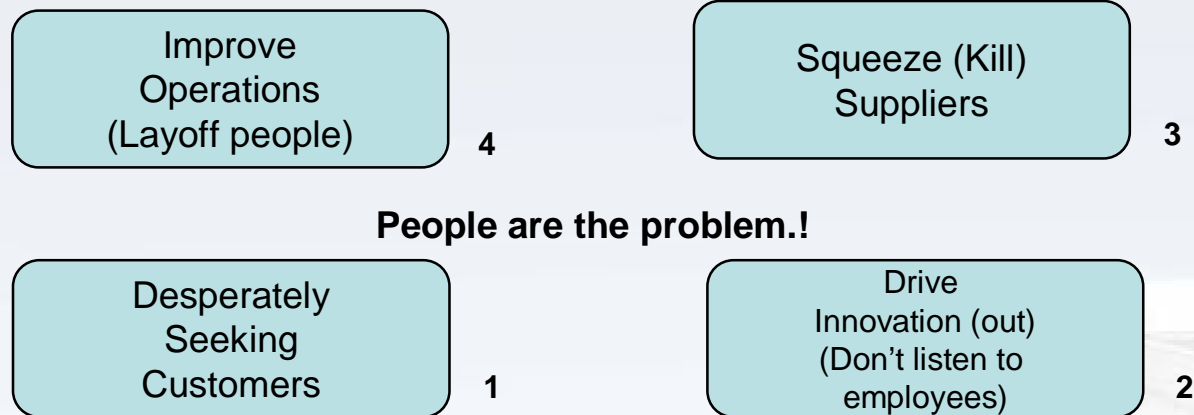 Improve
Operations
(Layoff people)
4
Squeeze (Kill)
Suppliers
3
People are the problem.!
Desperately
Seeking
Customers
1
Drive
Innovation (out)
(Don't listen to
employees)
2